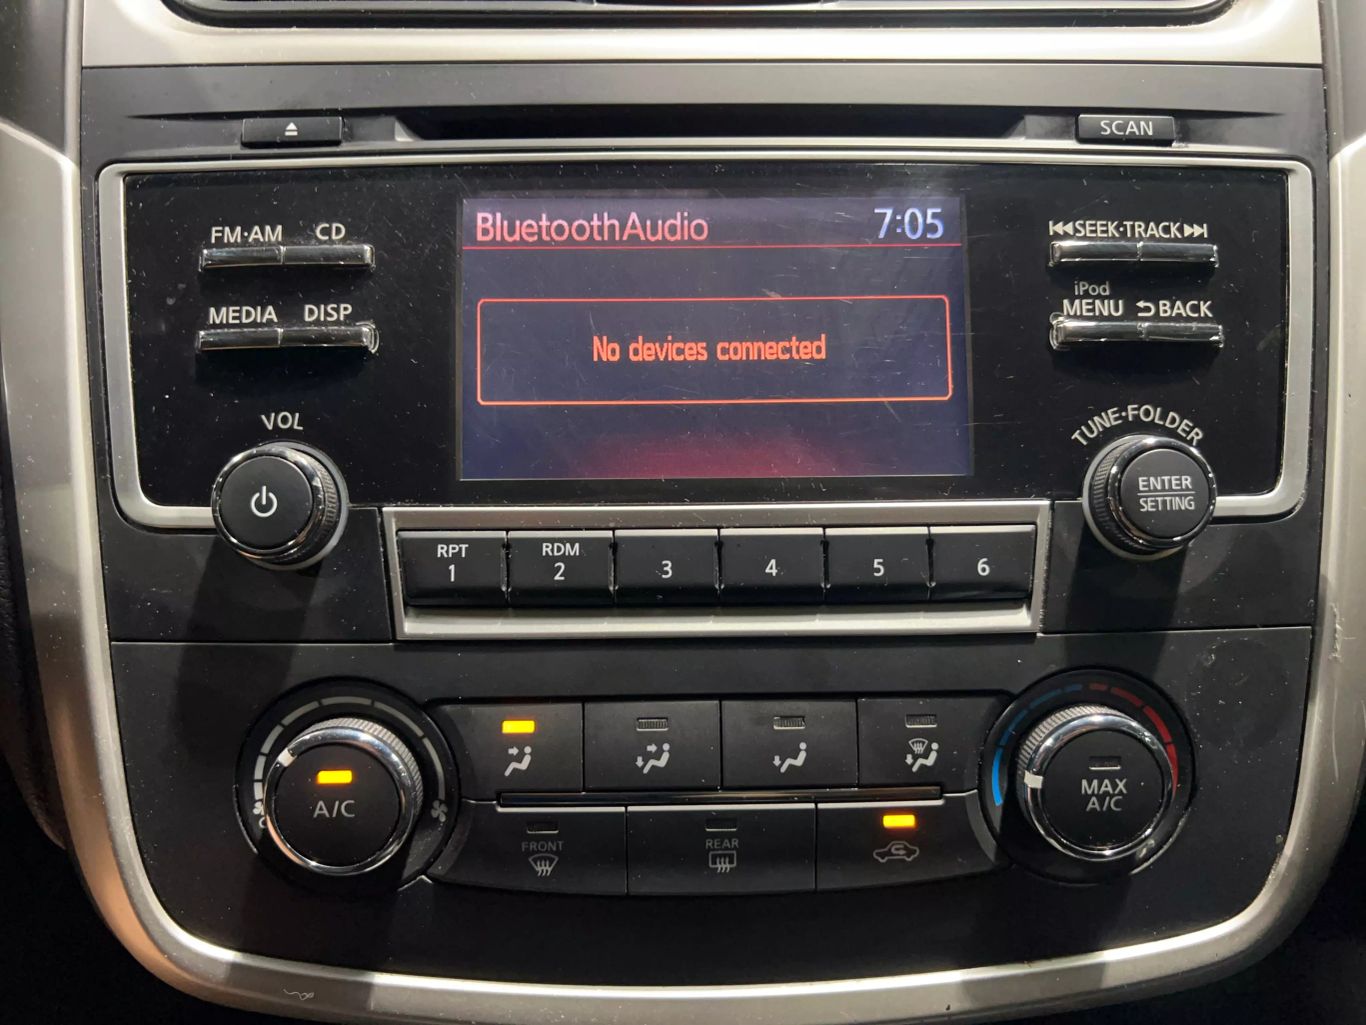 SCAN
FM·AM CD
BluetoothAudio 7:05
SEEK·TRACK
MEDIA DISP
iPod
MENU BACK
No devices connected
VOL
TUNE·FOLDER
ENTER
SETTING
RPT
1
RDM
2
3
4
5
6
A/C
MAX
A/C
FRONT
REAR